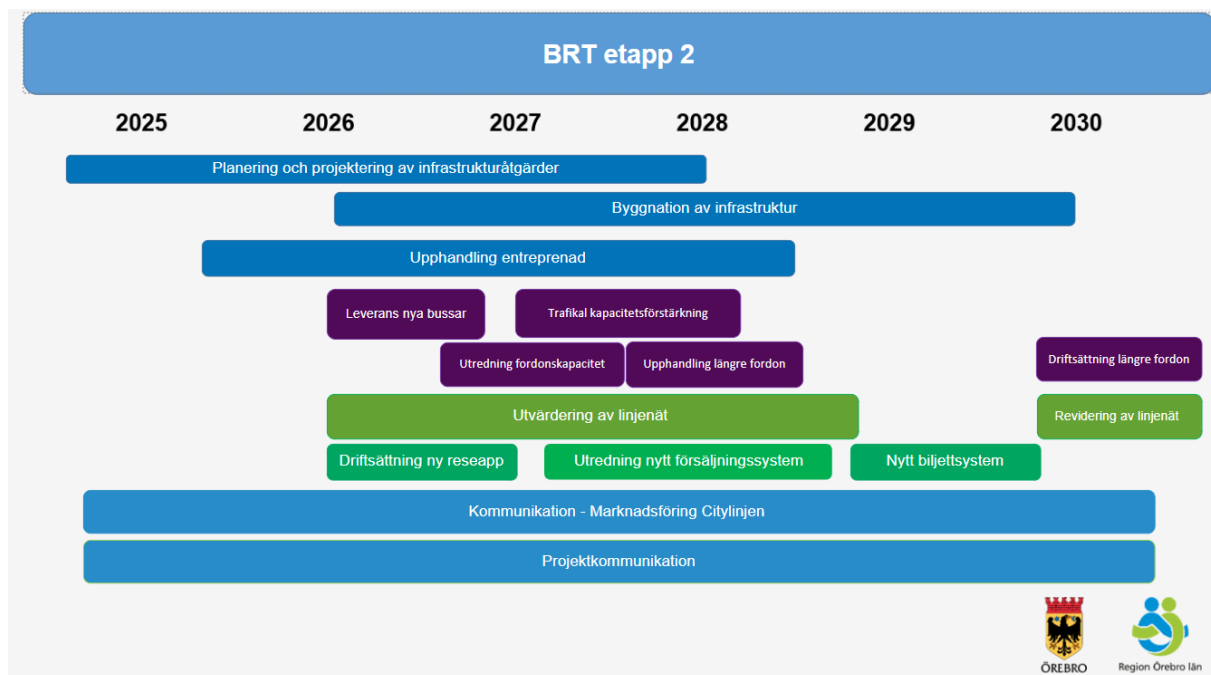 BRT etapp 2
2025 2026 2027 2028 2029 2030
Planering och projektering av infrastrukturåtgärder
Byggnation av infrastruktur
Upphandling entreprenad
Leverans nya bussar
Trafikal kapacitetsförstärkning
Utredning fordonskapacitet
Upphandling längre fordon
Driftsättning längre fordon
Utvärdering av linjenät
Revidering av linjenät
Driftsättning ny reseapp
Utredning nytt försäljningssystem
Nytt biljettsystem
Kommunikation - Marknadsföring Citylinjen
Projektkommunikation
ÖREBRO
Region Örebro län